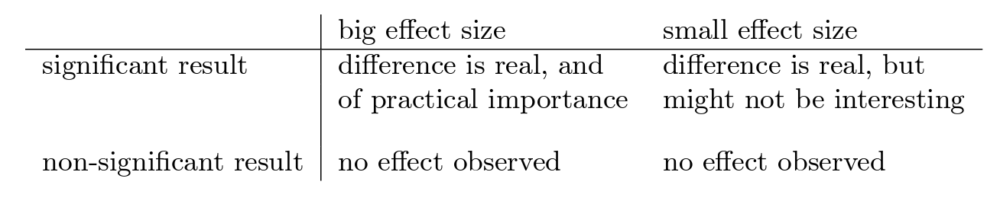 big effect size small effect size
significant result difference is real, and difference is real, but
of practical importance might not be interesting
non-significant result no effect observed no effect observed